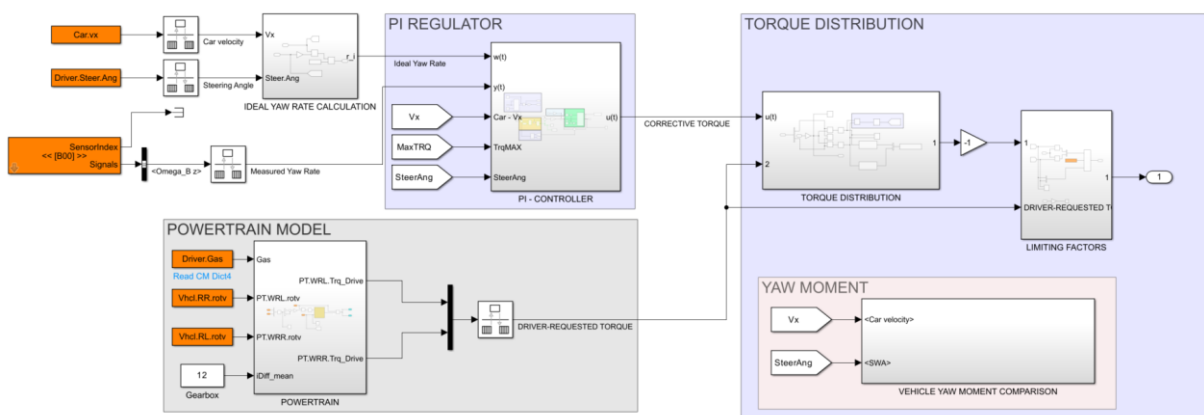 PI REGULATOR
TORQUE DISTRIBUTION
Car.vx
Car velocity
Vx
r_i
Driver.Steer.Ang
Steering Angle
Steer.Ang
IDEAL YAW RATE CALCULATION
Ideal Yaw Rate
w(t)
y(t)
Vx
Car - Vx
u(t)
CORRECTIVE TORQUE
MaxTRQ
TrqMAX
SteerAng
SteerAng
PI - CONTROLLER
SensorIndex
<< [B00] >>
Signals
<Omega_B z>
Measured Yaw Rate
u(t)
2
1
-1
TORQUE DISTRIBUTION
1
1
DRIVER-REQUESTED TO
LIMITING FACTORS
1
POWERTRAIN MODEL
Driver.Gas
Gas
Read CM Dict4
PT.WRL.Trq_Drive
Vhcl.RR.rotv
PT.WRL.rotv
Vhcl.RL.rotv
PT.WRR.rotv
PT.WRR.Trq_Drive
12
iDiff_mean
Gearbox
POWERTRAIN
DRIVER-REQUESTED TORQUE
YAW MOMENT
Vx
<Car velocity>
SteerAng
<SWA>
VEHICLE YAW MOMENT COMPARISON